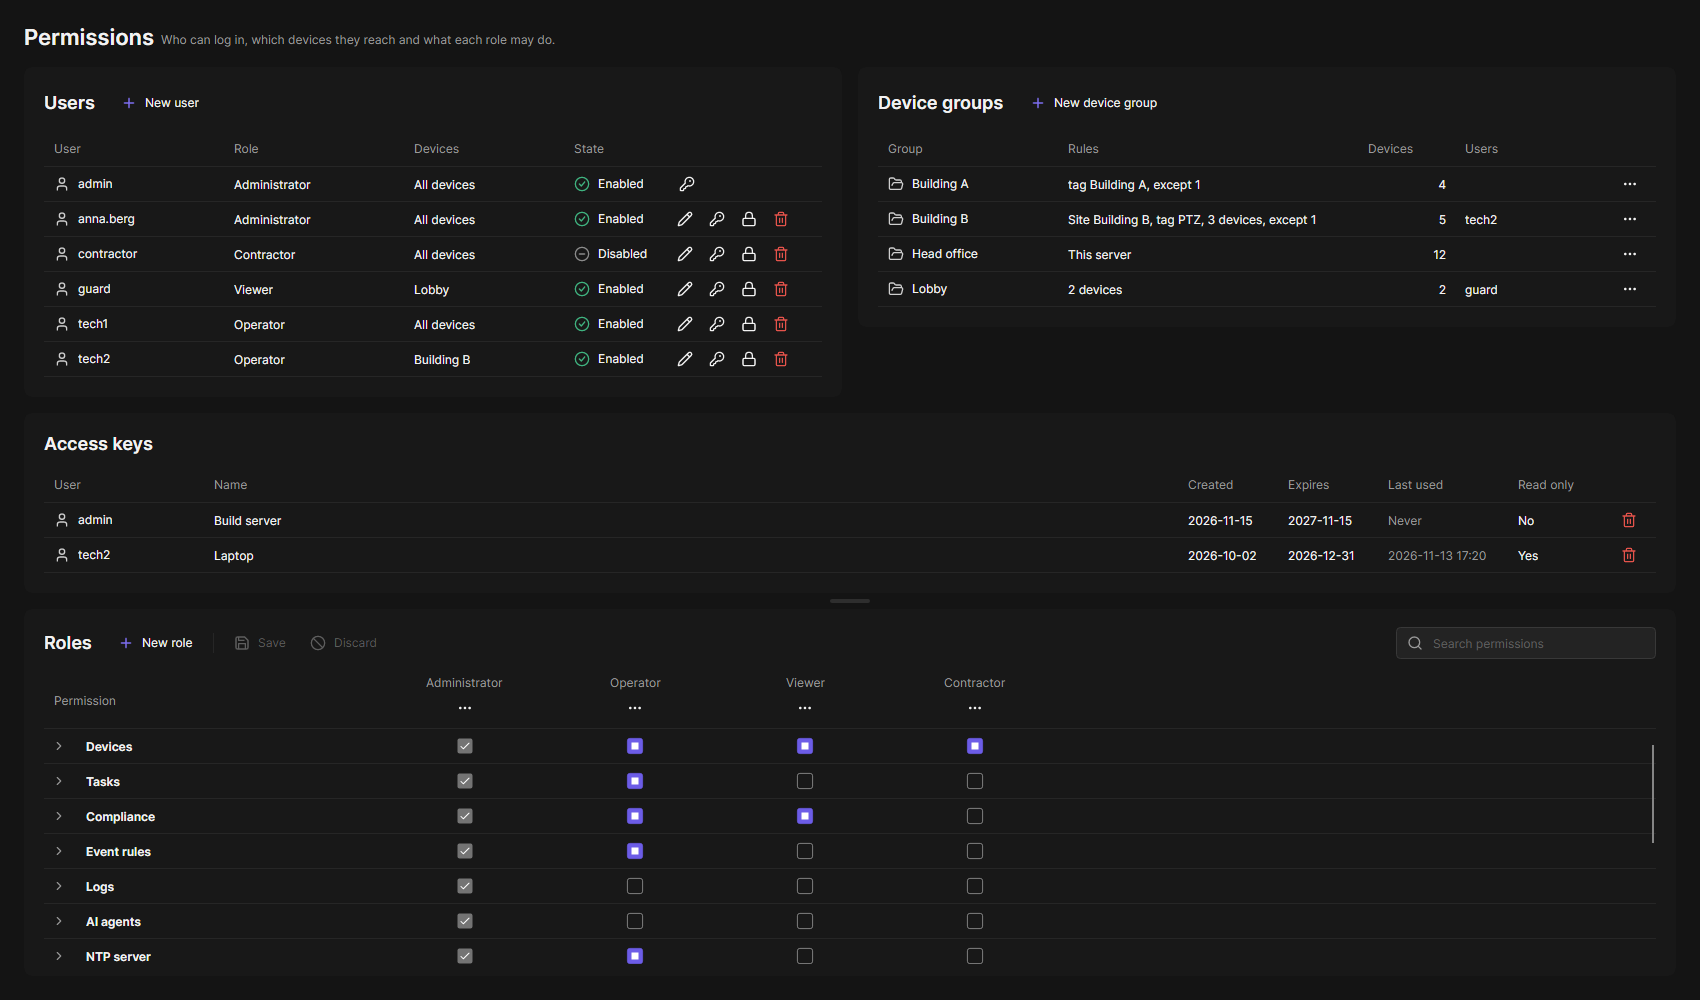 Permissions Who can log in, which devices they reach and what each role may do.
Users + New user
User Role Devices State
admin Administrator All devices Enabled
anna.berg Administrator All devices Enabled
contractor Contractor All devices Disabled
guard Viewer Lobby Enabled
tech1 Operator All devices Enabled
tech2 Operator Building B Enabled
Device groups + New device group
Group Rules Devices Users
Building A tag Building A, except 1 4
Building B Site Building B, tag PTZ, 3 devices, except 1 5 tech2
Head office This server 12
Lobby 2 devices 2 guard
Access keys
User Name Created Expires Last used Read only
admin Build server 2026-11-15 2027-11-15 Never No
tech2 Laptop 2026-10-02 2026-12-31 2026-11-13 17:20 Yes
Roles + New role Save Discard Search permissions
Permission Administrator Operator Viewer Contractor
Devices
Tasks
Compliance
Event rules
Logs
AI agents
NTP server